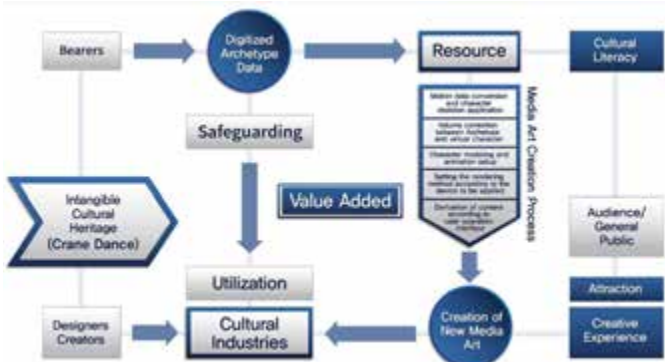 Bearers
Digitized
Archetype
Data
Resource
Cultural
Literacy
Safeguarding
Media Art Creation Process
Motion data conversion
and character
skeleton application
Volume correction
between Archetype
and virtual character
Character modeling and
animation setup
Setting the rendering
method according to the
device to be applied
Derivation of content
according to
user
interface
Intangible
Cultural
Heritage
(Crane Dance)
Value Added
Audience/
General
Public
Utilization
Attraction
Designers
Creators
Cultural
Industries
Creation of
New Media
Art
Creative
Experience